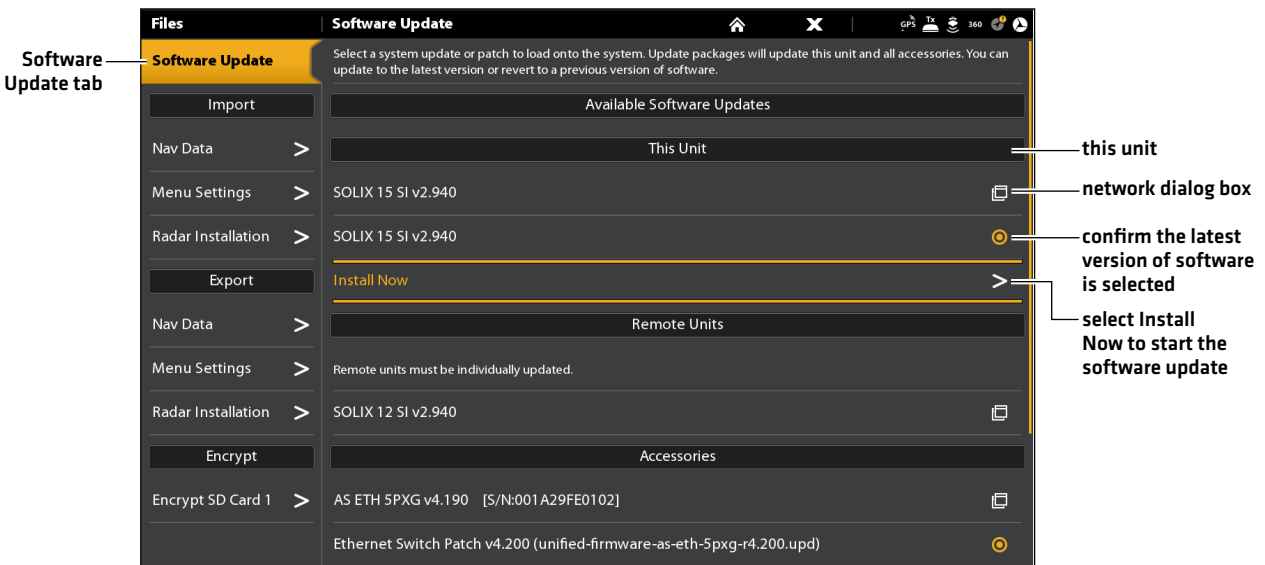 Files
Software Update
GPS Tx 360
Software
Update tab
Software Update
Select a system update or patch to load onto the system. Update packages will update this unit and all accessories. You can
update to the latest version or revert to a previous version of software.
Import
Available Software Updates
Nav Data
This Unit
this unit
Menu Settings
SOLIX 15 SI v2.940
network dialog box
Radar Installation
SOLIX 15 SI v2.940
confirm the latest
version of software
is selected
Export
Install Now
select Install
Now to start the
software update
Nav Data
Remote Units
Menu Settings
Remote units must be individually updated.
Radar Installation
SOLIX 12 SI v2.940
Encrypt
Accessories
Encrypt SD Card 1
AS ETH 5PXG v4.190 [S/N:001A29FE0102]
Ethernet Switch Patch v4.200 (unified-firmware-as-eth-5pxg-r4.200.upd)